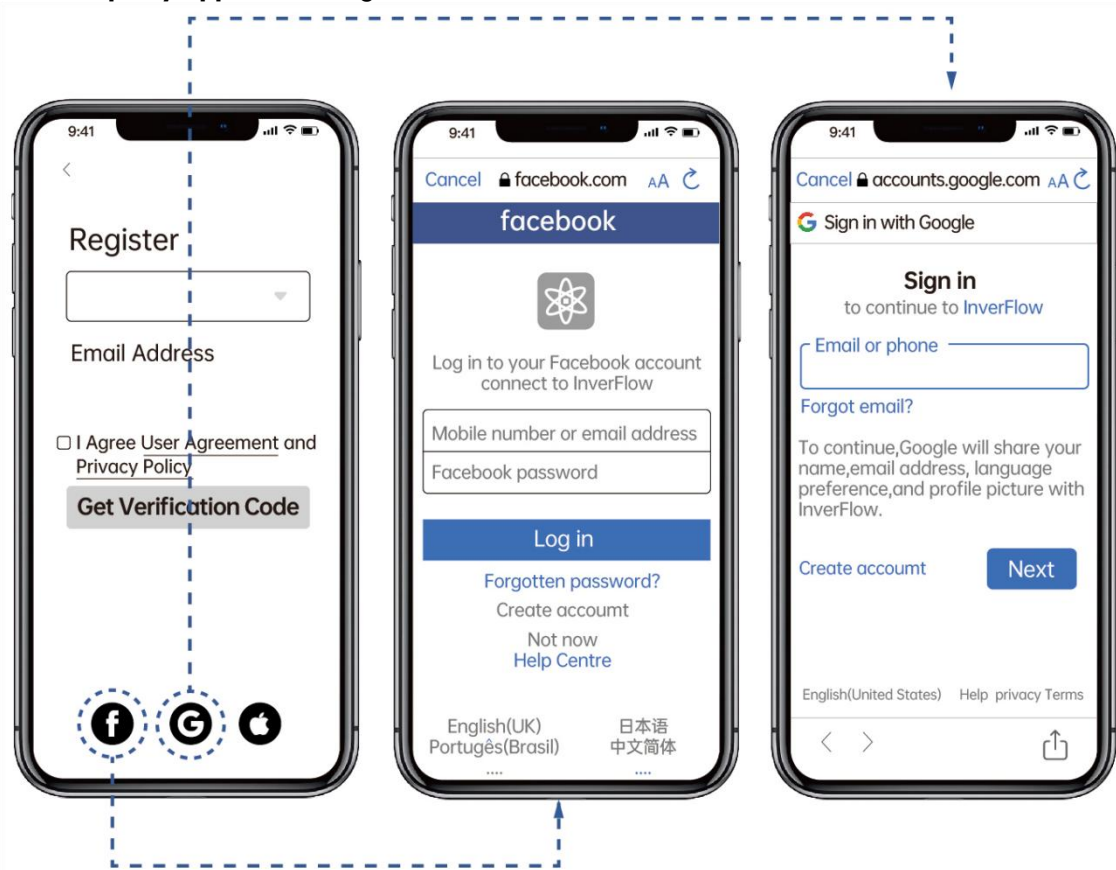 9:41
Register
Email Address
I Agree User Agreement and
Privacy Policy
Get Verification Code
9:41
Cancel facebook.com AA
facebook
Log in to your Facebook account
connect to InverFlow
Mobile number or email address
Facebook password
Log in
Forgotten password?
Create accoumt
Not now
Help Centre
English(UK) 日本语
Portugês(Brasil) 中文简体
.... ....
9:41
Cancel accounts.google.com AA
Sign in with Google
Sign in
to continue to InverFlow
Email or phone
Forgot email?
To continue,Google will share your
name,email address, language
preference,and profile picture with
InverFlow.
Create accoumt Next
English(United States) Help privacy Terms